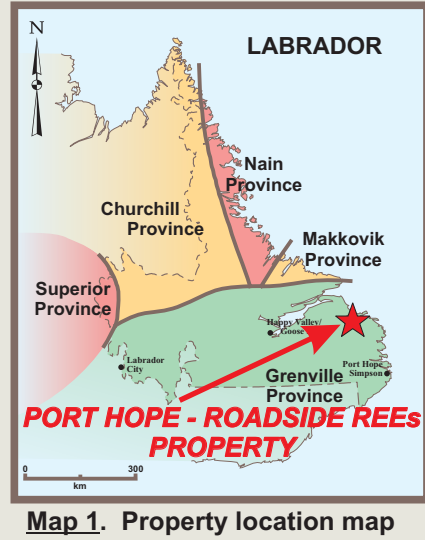 N
LABRADOR
Nain
Province
Churchill
Province
Makkovik
Province
Superior
Province
Happy Valley/
Goose
Labrador
City
Port Hope
Simpson
Grenville
Province
PORT HOPE - ROADSIDE REEs
PROPERTY
0 300
km
Map 1. Property location map